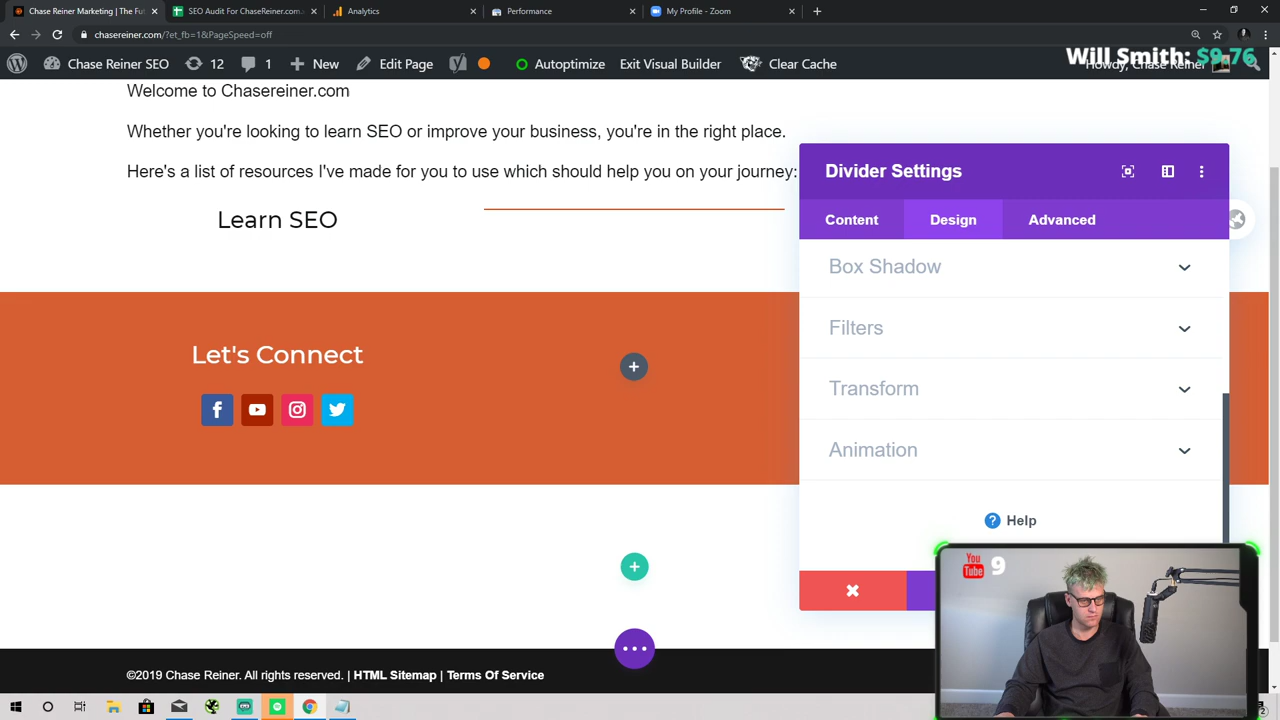 Chase Reiner Marketing | The Fut
SEO Audit For ChaseReiner.com
Analytics
Performance
My Profile - Zoom
chasereiner.com/?et_fb=1&PageSpeed=off
Chase Reiner SEO
12
1
New
Edit Page
Autoptimize
Exit Visual Builder
Clear Cache
Howdy, Chase Reiner
Will Smith: $9.76
Welcome to Chasereiner.com
Whether you're looking to learn SEO or improve your business, you're in the right place.
Here's a list of resources I've made for you to use which should help you on your journey:
Learn SEO
Divider Settings
Content
Design
Advanced
Box Shadow
Filters
Transform
Animation
Help
Let's Connect
You
Tube
9
©2019 Chase Reiner. All rights reserved. | HTML Sitemap | Terms Of Service